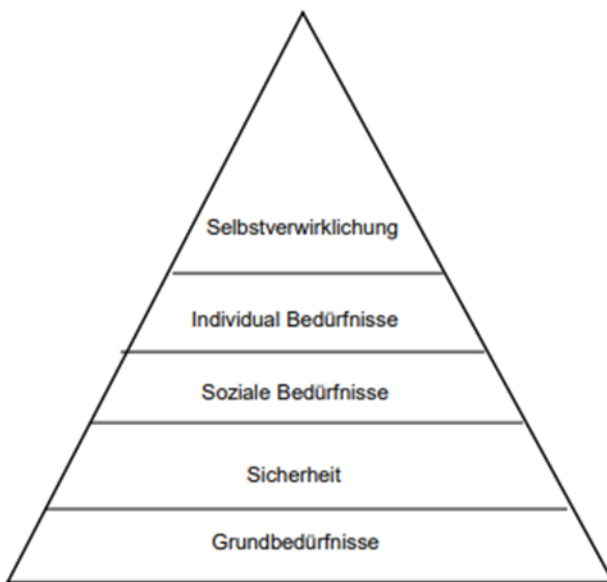 Selbstverwirklichung
Individual Bedürfnisse
Soziale Bedürfnisse
Sicherheit
Grundbedürfnisse